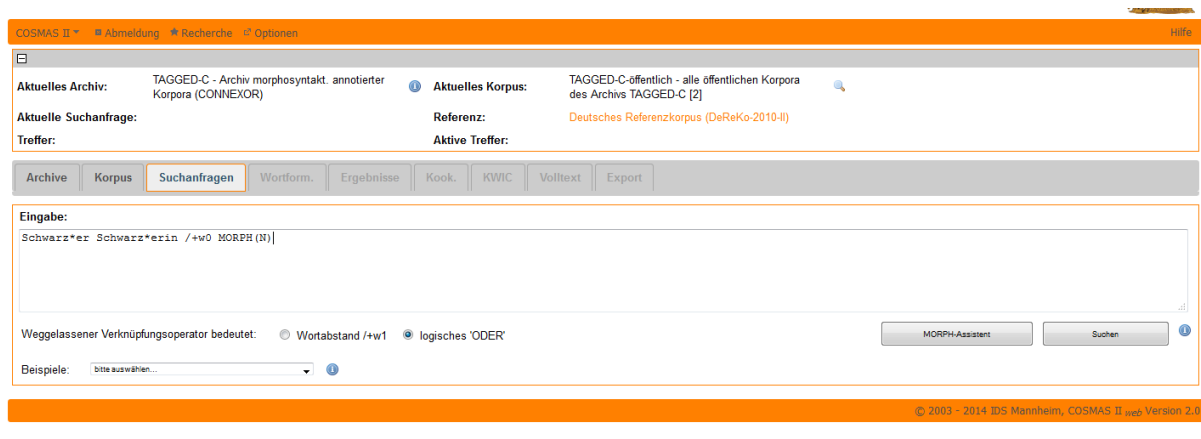 COSMAS II Abmeldung Recherche Optionen Hilfe
Aktuelles Archiv: TAGGED-C - Archiv morphosyntakt. annotierter Korpora (CONNEXOR) Aktuelles Korpus: TAGGED-C-öffentlich - alle öffentlichen Korpora des Archivs TAGGED-C [2]
Aktuelle Suchanfrage: Referenz: Deutsches Referenzkorpus (DeReKo-2010-II)
Treffer: Aktive Treffer:
Archive Korpus Suchanfragen Wortform. Ergebnisse Kook. KWIC Volltext Export
Eingabe:
Schwarz*er Schwarz*erin /+w0 MORPH(N)
Weggelassener Verknüpfungsoperator bedeutet: Wortabstand /+w1 logisches 'ODER' MORPH-Assistent Suchen
Beispiele: bitte auswählen...
© 2003 - 2014 IDS Mannheim, COSMAS II web Version 2.0